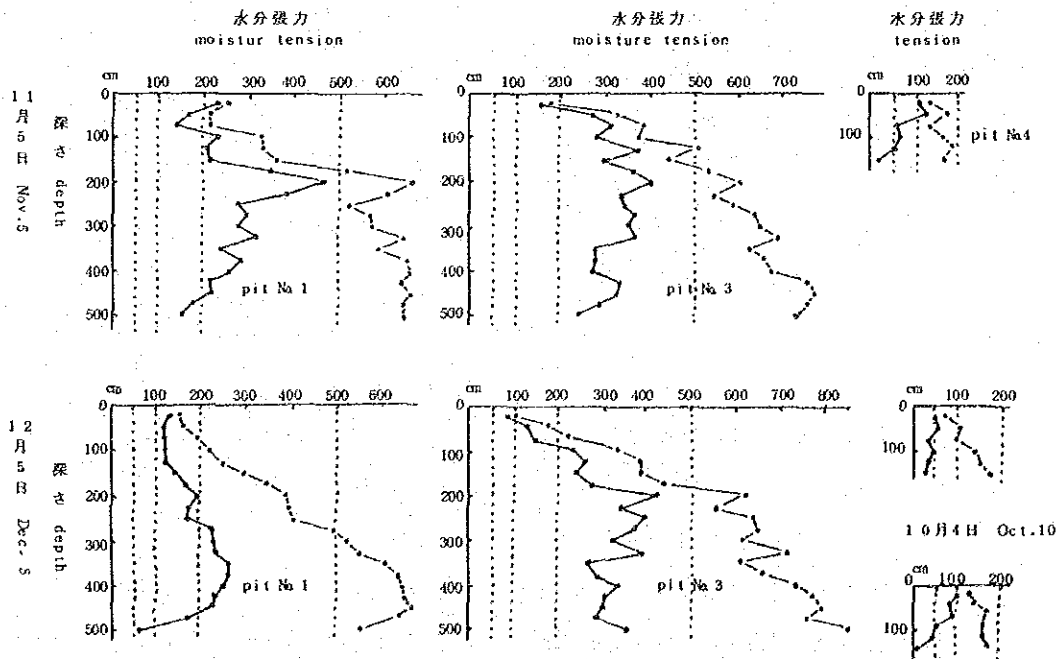 水分張力
moistur tension
水分張力
moisture tension
水分張力
tension
cm 100 200 300 400 500 600
cm 100 200 300 400 500 600 700
cm 100 200
11月5日 Nov.5
深さ depth
0
100
200
300
400
500
pit No.1
0
100
200
300
400
500
pit No.3
0
100
pit No.4
cm 100 200 300 400 500 600
cm 100 200 300 400 500 600 700 800
cm 100 200
12月5日 Dec.5
深さ depth.
0
100
200
300
400
500
pit No.1
0
100
200
300
400
500
pit No.3
0
100
10月4日 Oct.10
cm 100 200
0
100